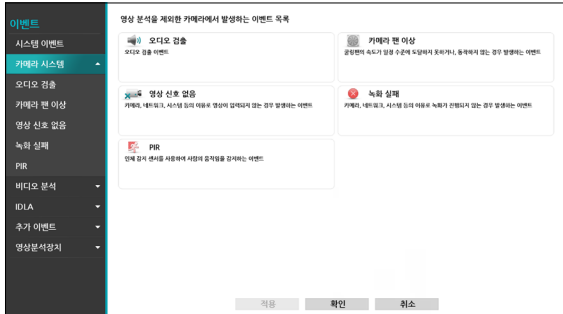 이벤트
시스템 이벤트
카메라 시스템
오디오 검출
카메라 팬 이상
영상 신호 없음
녹화 실패
PIR
비디오 분석
IDLA
추가 이벤트
영상분석장치
영상 분석을 제외한 카메라에서 발생하는 이벤트 목록
오디오 검출
오디오 검출 이벤트
카메라 팬 이상
쿨링팬의 속도가 일정 수준에 도달하지 못하거나, 동작하지 않는 경우 발생하는 이벤트
영상 신호 없음
카메라, 네트워크, 시스템 등의 이유로 영상이 입력되지 않는 경우 발생하는 이벤트
녹화 실패
카메라, 네트워크, 시스템 등의 이유로 녹화가 진행되지 않는 경우 발생하는 이벤트
PIR
인체 감지 센서를 사용하여 사람의 움직임을 감지하는 이벤트
적용
확인
취소